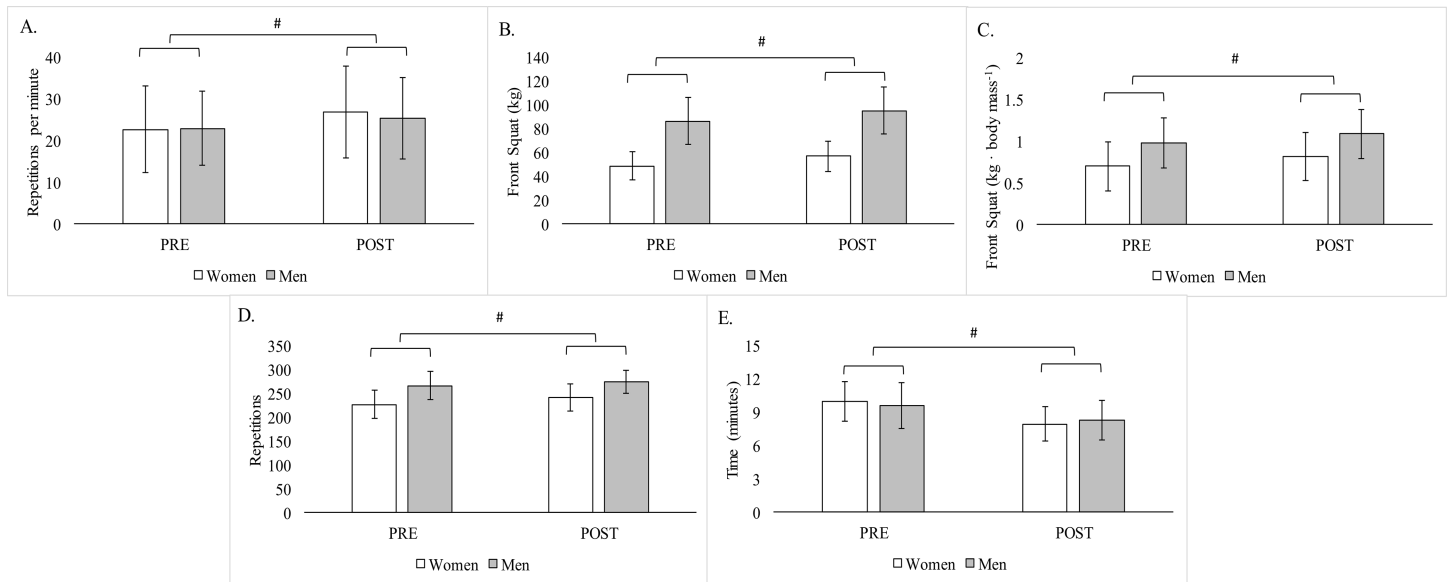 A.
#
Repetitions per minute
40
30
20
10
0
PRE POST
Women Men
B.
#
Front Squat (kg)
140
120
100
80
60
40
20
0
PRE POST
Women Men
C.
#
Front Squat (kg · body mass⁻¹)
2
1.5
1
0.5
0
PRE POST
Women Men
D.
#
Repetitions
350
300
250
200
150
100
50
0
PRE POST
Women Men
E.
#
Time (minutes)
15
12
9
6
3
0
PRE POST
Women Men